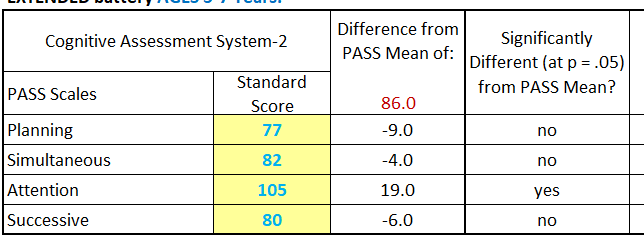 EXTENDED battery AGES 5-7 Years:
Cognitive Assessment System-2
Difference from
PASS Mean of:
86.0
Significantly
Different (at p = .05)
from PASS Mean?
PASS Scales
Standard
Score
Planning 77 -9.0 no
Simultaneous 82 -4.0 no
Attention 105 19.0 yes
Successive 80 -6.0 no